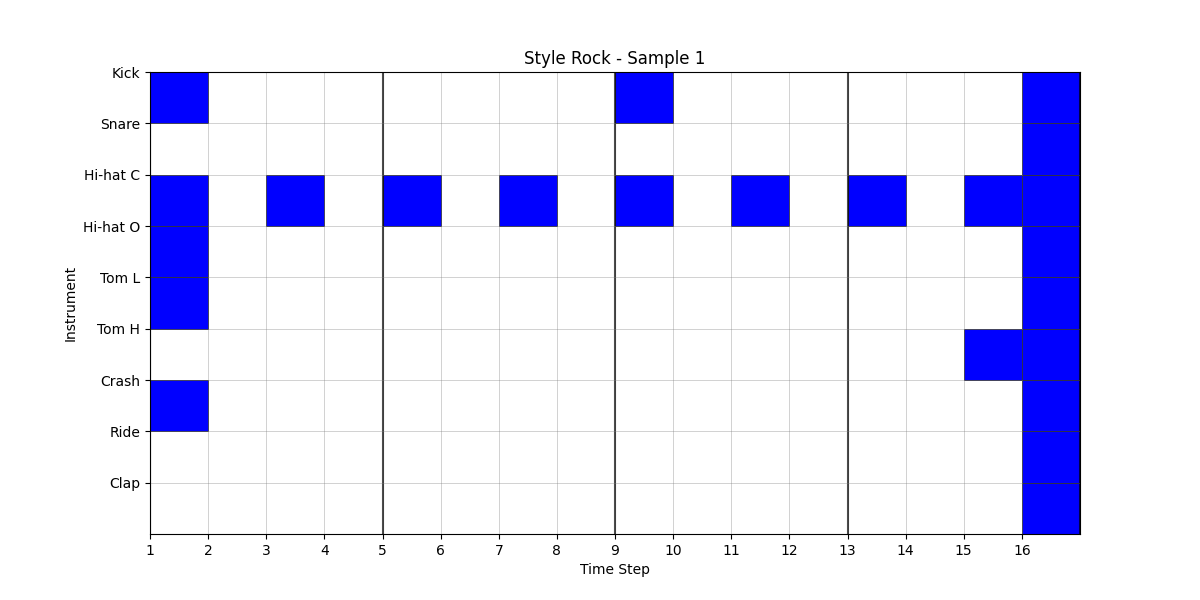 Style Rock - Sample 1
Kick
Snare
Hi-hat C
Hi-hat O
Tom L
Tom H
Crash
Ride
Clap
Instrument
1 2 3 4 5 6 7 8 9 10 11 12 13 14 15 16
Time Step